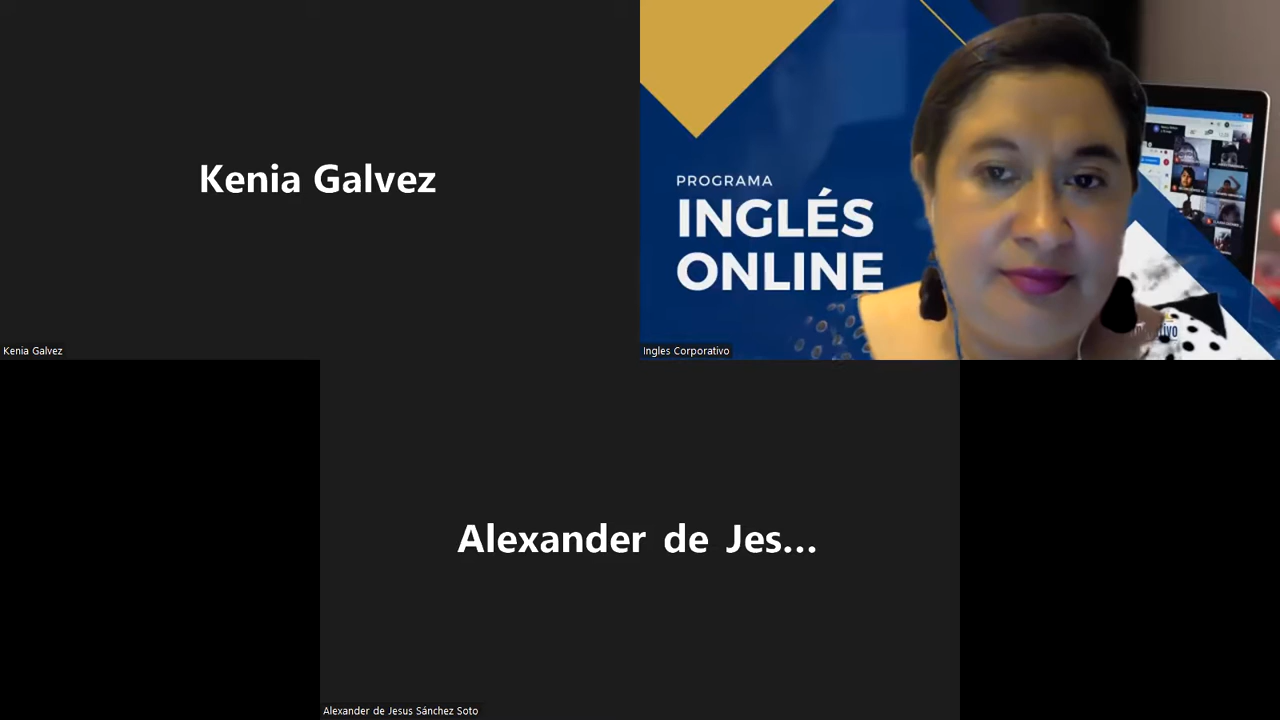 Kenia Galvez
Kenia Galvez
PROGRAMA
INGLÉS
ONLINE
Ingles Corporativo
Alexander de Jes...
Alexander de Jesus Sánchez Soto